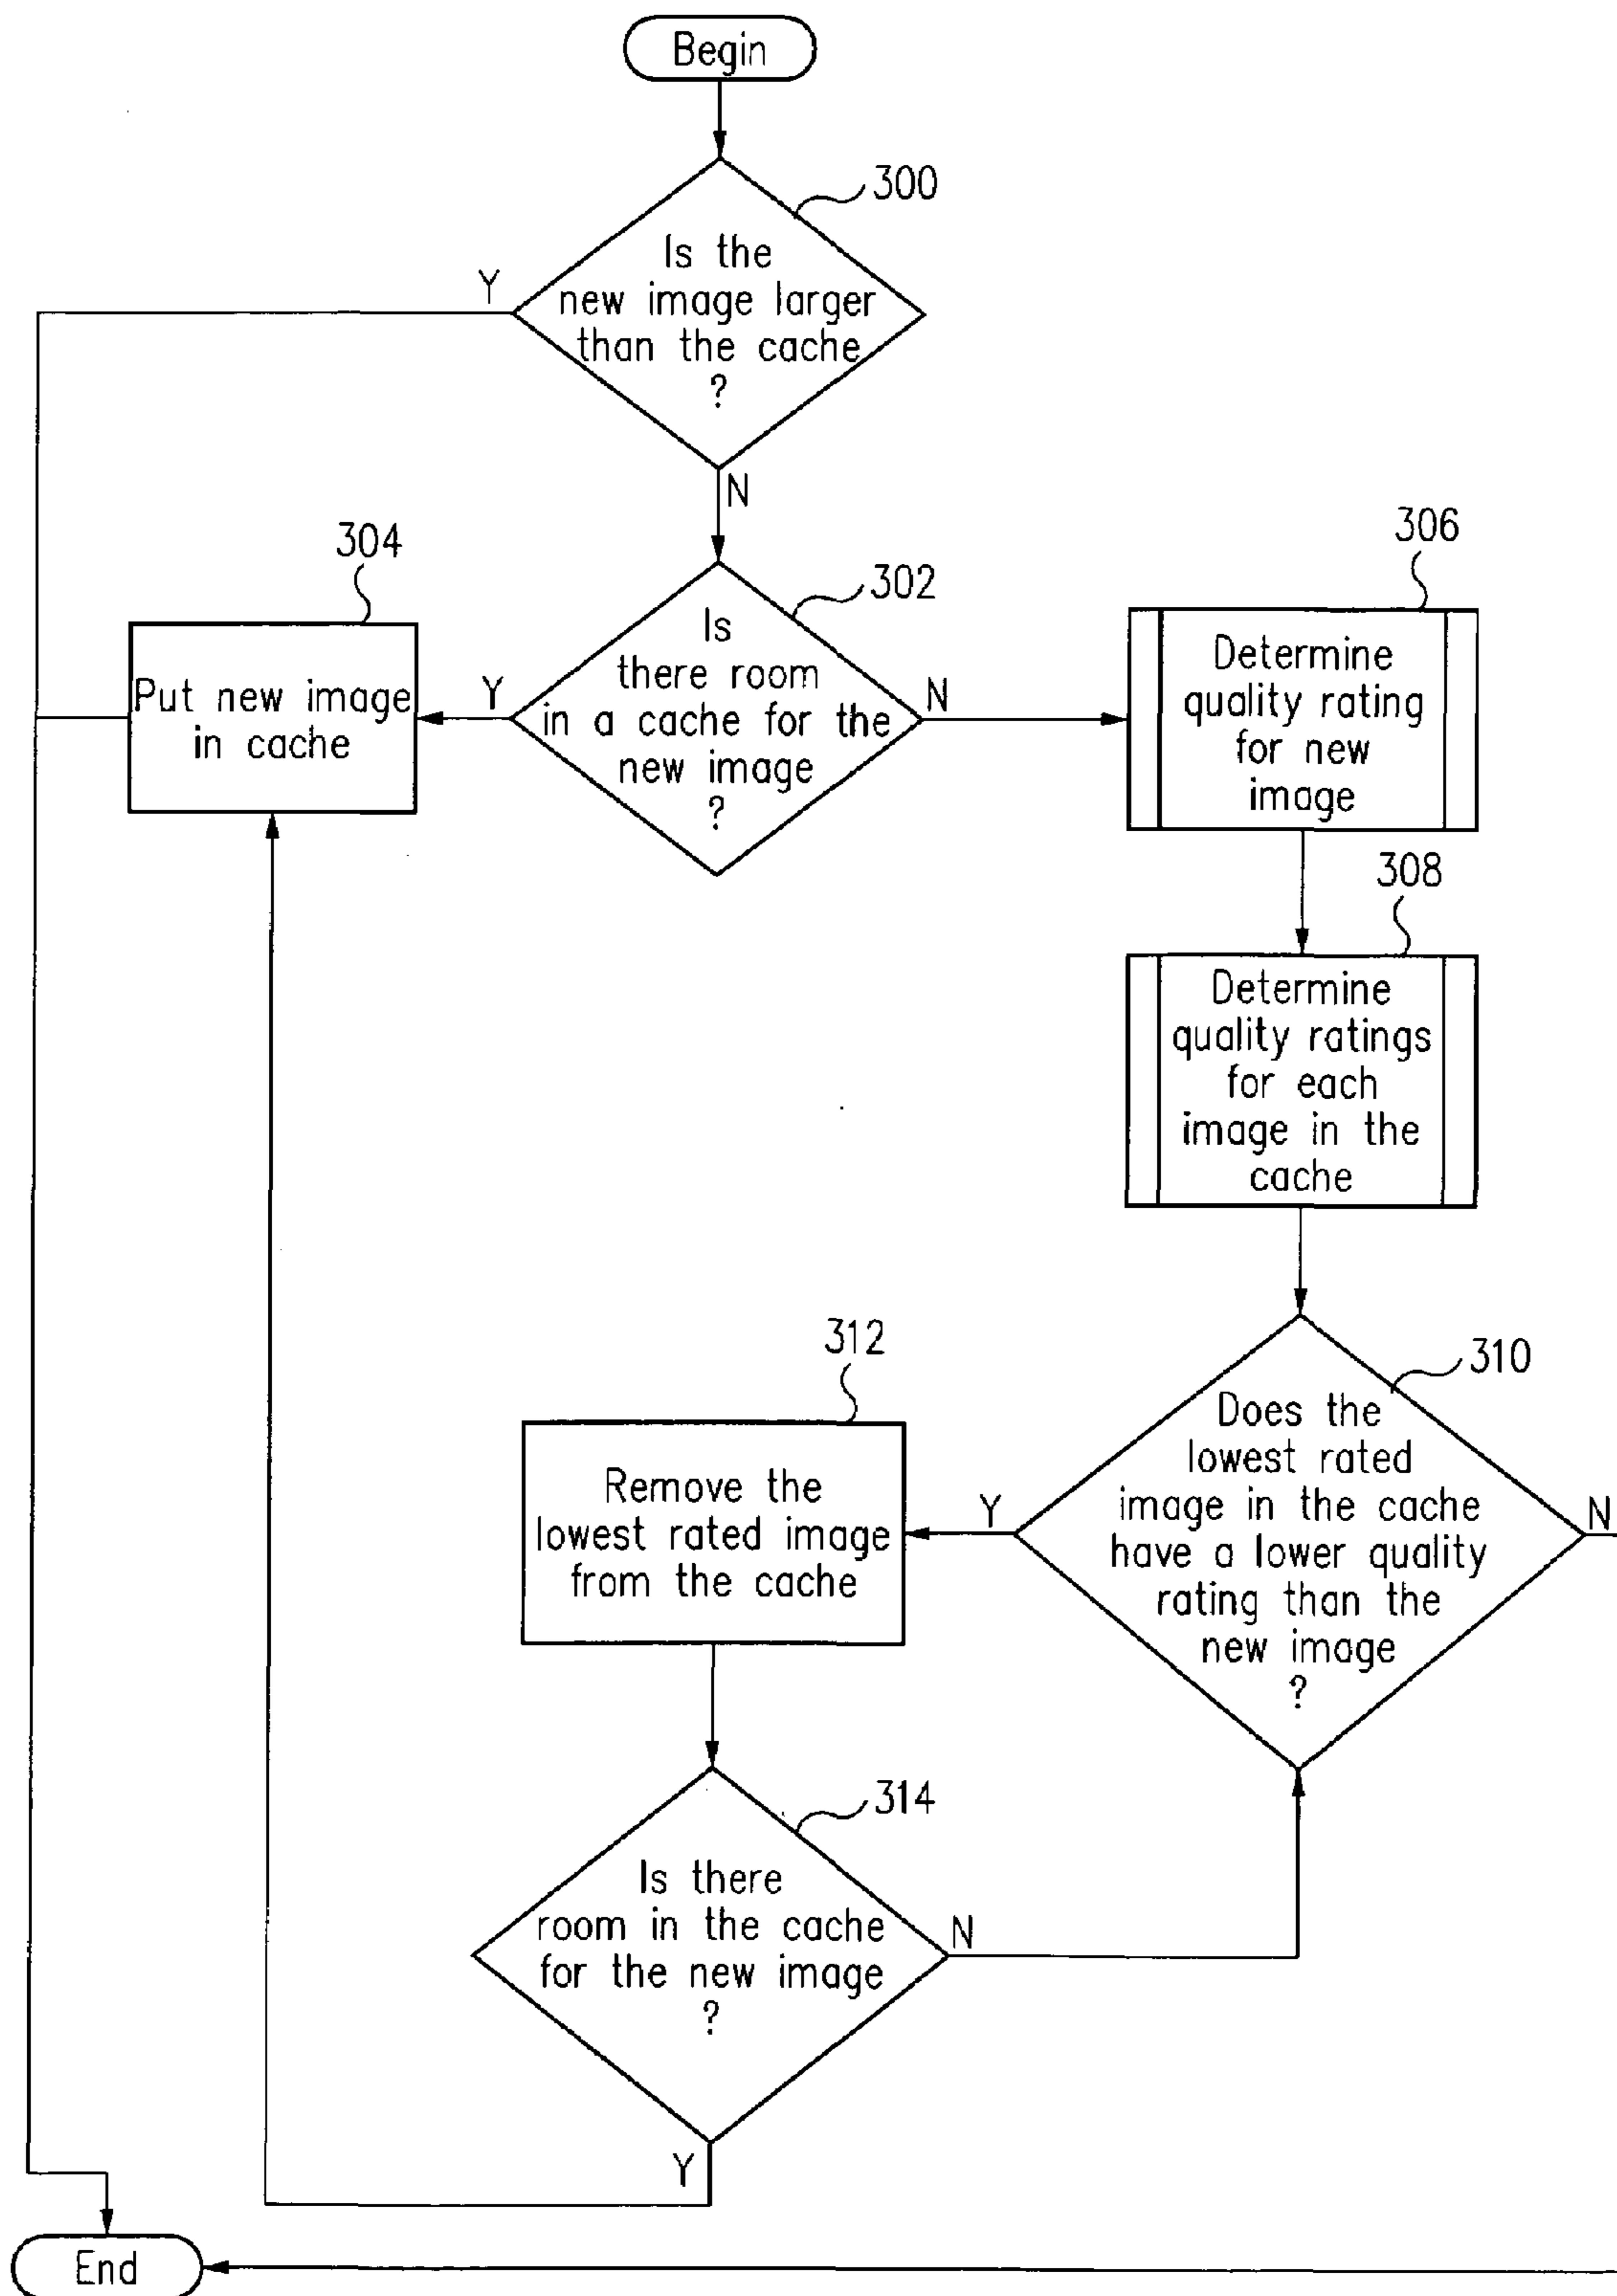 Begin
300
Is the
new image larger
than the cache
?
Y
N
304
Put new image
in cache
302
Is
there room
in a cache for the
new image
?
Y
N
306
Determine
quality rating
for new
image
308
Determine
quality ratings
for each
image in the
cache
310
Does the
lowest rated
image in the cache
have a lower quality
rating than the
new image
?
Y
N
312
Remove the
lowest rated image
from the cache
314
Is there
room in the cache
for the new image
?
N
Y
End